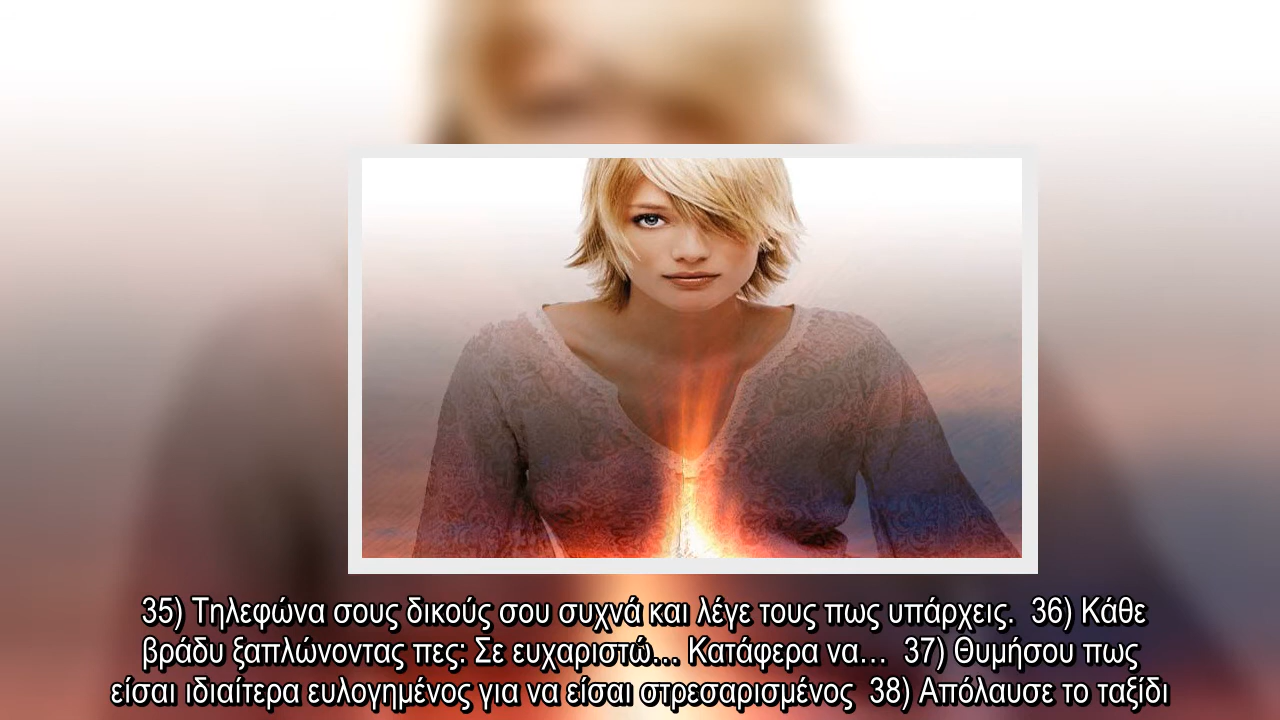 35) Τηλεφώνα σους δικούς σου συχνά και λέγε τους πως υπάρχεις.  36) Κάθε
βράδυ ξαπλώνοντας πες: Σε ευχαριστώ… Κατάφερα να…  37) Θυμήσου πως
είσαι ιδιαίτερα ευλογημένος για να είσαι στρεσαρισμένος  38) Απόλαυσε το ταξίδι